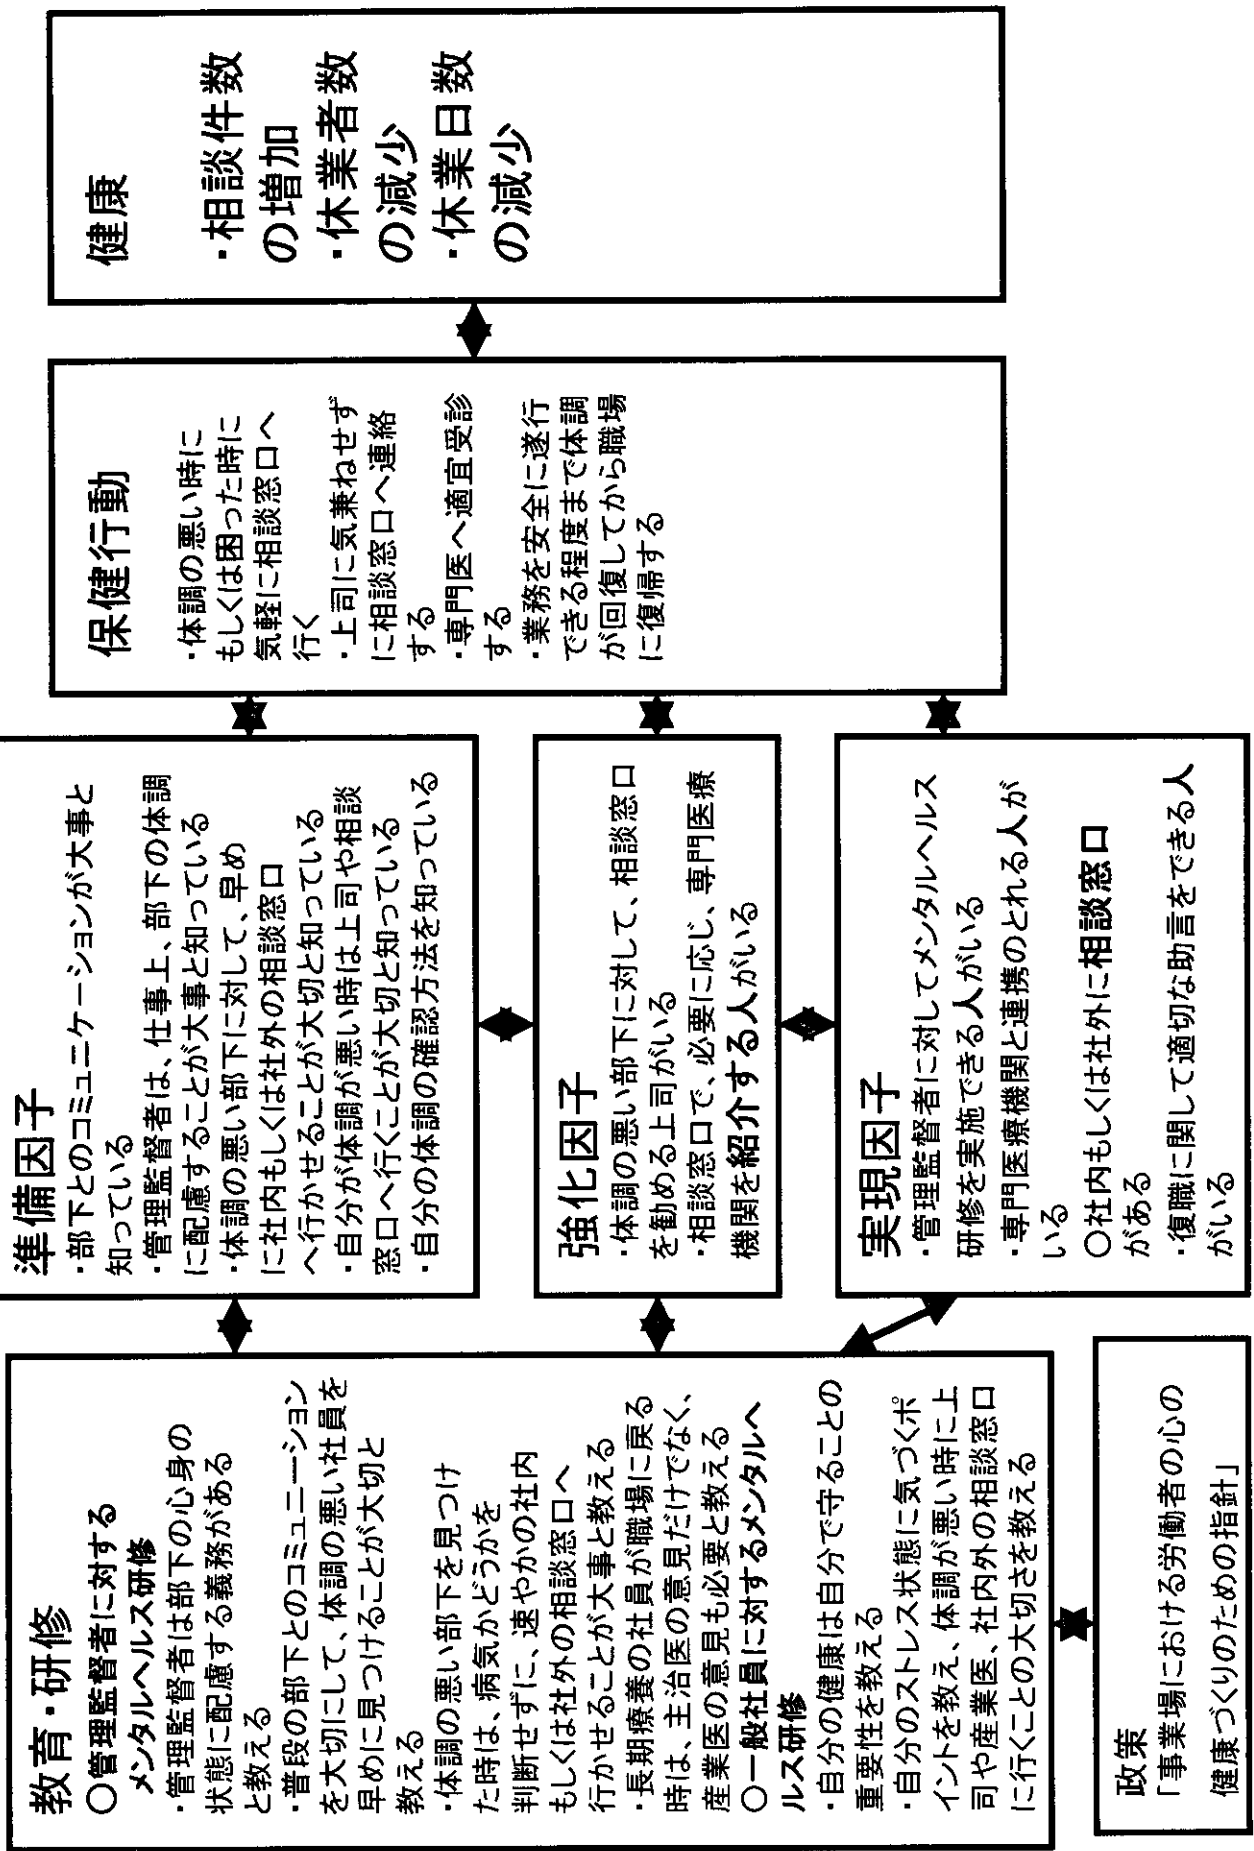 教育・研修
〇管理監督者に対する
メンタルヘルス研修
・管理監督者は部下の心身の
状態に配慮する義務がある
と教える
・普段の部下とのコミュニーション
を大切にして、体調の悪い社員を
早めに見つけることが大切と
教える
・体調の悪い部下を見つけ
た時は、病気かどうかを
判断せずに、速やかの社内
もしくは社外の相談窓口へ
行かせることが大事と教える
・長期療養の社員が職場に戻る
時は、主治医の意見だけでなく、
産業医の意見も必要と教える
〇一般社員に対するメンタルヘ
ルス研修
・自分の健康は自分で守ることの
重要性を教える
・自分のストレス状態に気づくポ
イントを教え、体調が悪い時に上
司や産業医、社内外の相談窓口
に行くことの大切さを教える
政策
「事業場における労働者の心の
健康づくりのための指針」
準備因子
・部下とのコミュニケーションが大事と
知っている
・管理監督者は、仕事上、部下の体調
に配慮することが大事と知っている
・体調の悪い部下に対して、早め
に社内もしくは社外の相談窓口
へ行かせることが大切と知っている
・自分が体調が悪い時は上司や相談
窓口へ行くことが大切と知っている
・自分の体調の確認方法を知っている
強化因子
・体調の悪い部下に対して、相談窓口
を勧める上司がいる
・相談窓口で、必要に応じ、専門医療
機関を紹介する人がいる
実現因子
・管理監督者に対してメンタルヘルス
研修を実施できる人がいる
・専門医療機関と連携のとれる人が
いる
〇社内もしくは社外に相談窓口
がある
・復職に関して適切な助言をできる人
がいる
保健行動
・体調の悪い時に
もしくは困った時に
気軽に相談窓口へ
行く
・上司に気兼ねせず
に相談窓口へ連絡
する
・専門医へ適宜受診
する
・業務を安全に遂行
できる程度まで体調
が回復してから職場
に復帰する
健康
・相談件数
の増加
・休業者数
の減少
・休業日数
の減少